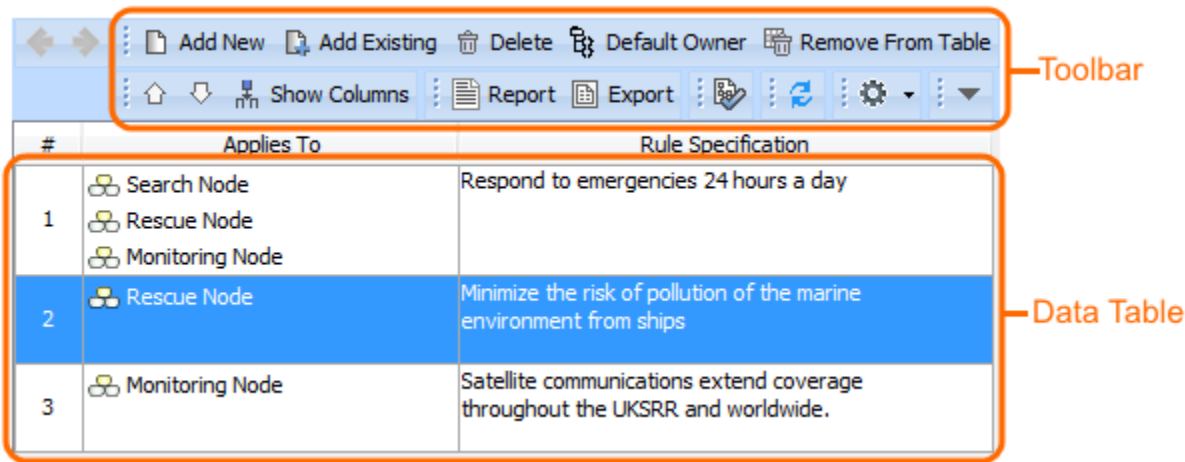 Add New Add Existing Delete Default Owner Remove From Table
Toolbar
Show Columns Report Export
# Applies To Rule Specification
1 Search Node Respond to emergencies 24 hours a day
Rescue Node
Monitoring Node
2 Rescue Node Minimize the risk of pollution of the marine
environment from ships
Data Table
3 Monitoring Node Satellite communications extend coverage
throughout the UKSRR and worldwide.